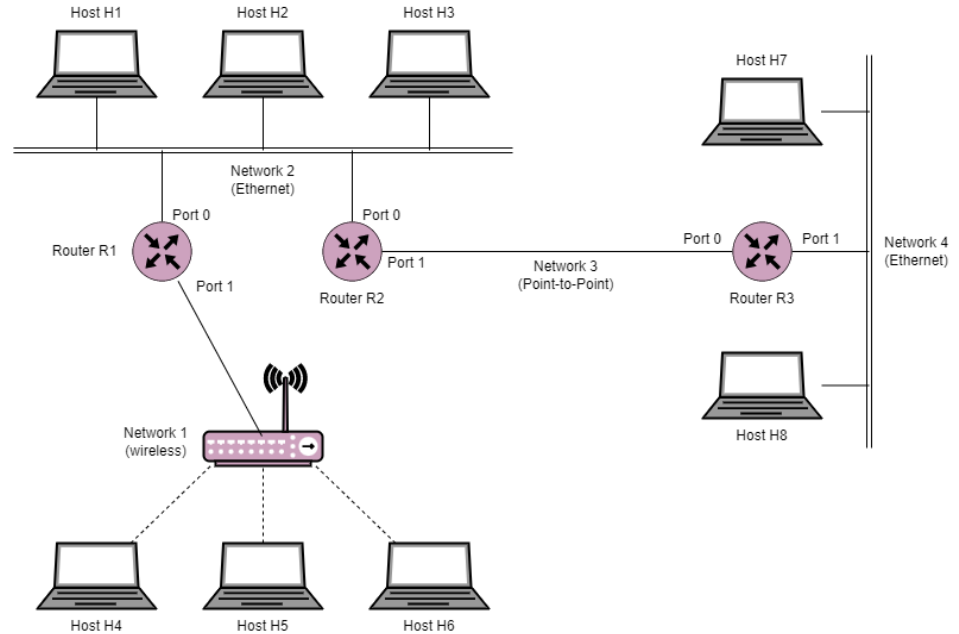 Host H1
Host H2
Host H3
Host H7
Network 2
(Ethernet)
Port 0
Port 0
Router R1
Port 1
Port 1
Router R2
Network 3
(Point-to-Point)
Port 0
Port 1
Router R3
Network 4
(Ethernet)
Network 1
(wireless)
Host H8
Host H4
Host H5
Host H6